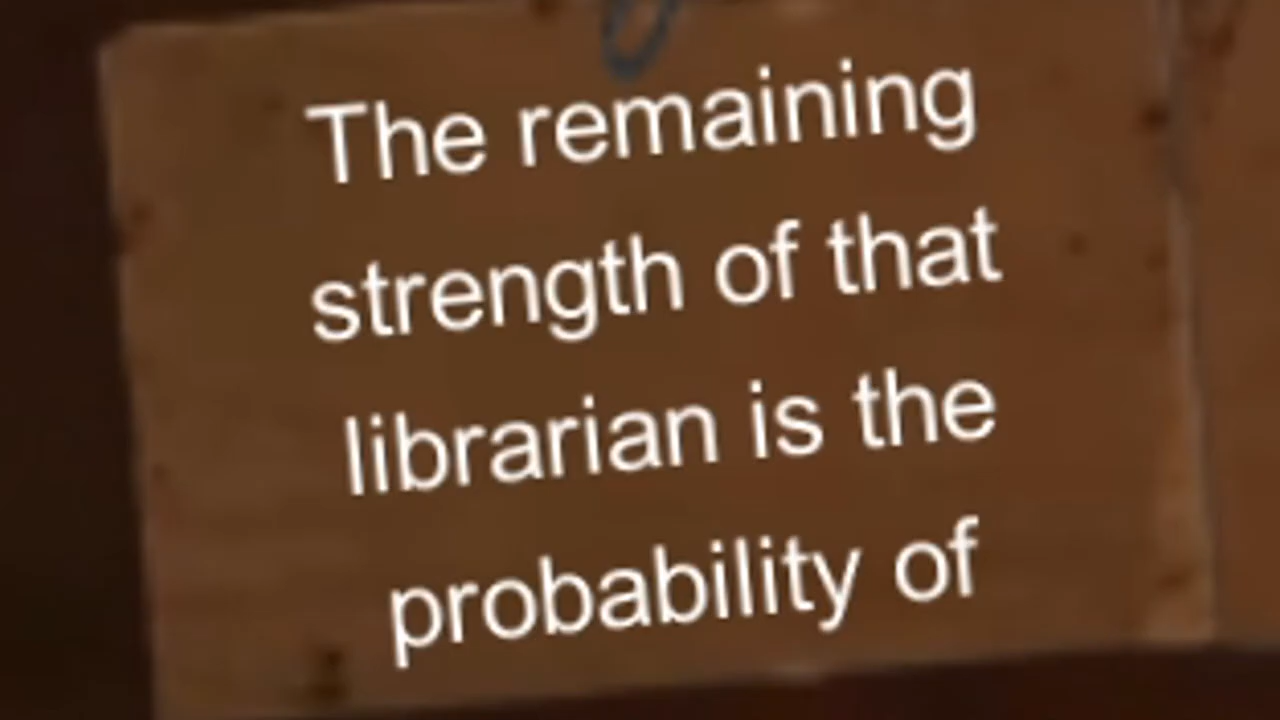 The remaining
strength of that
librarian is the
probability of